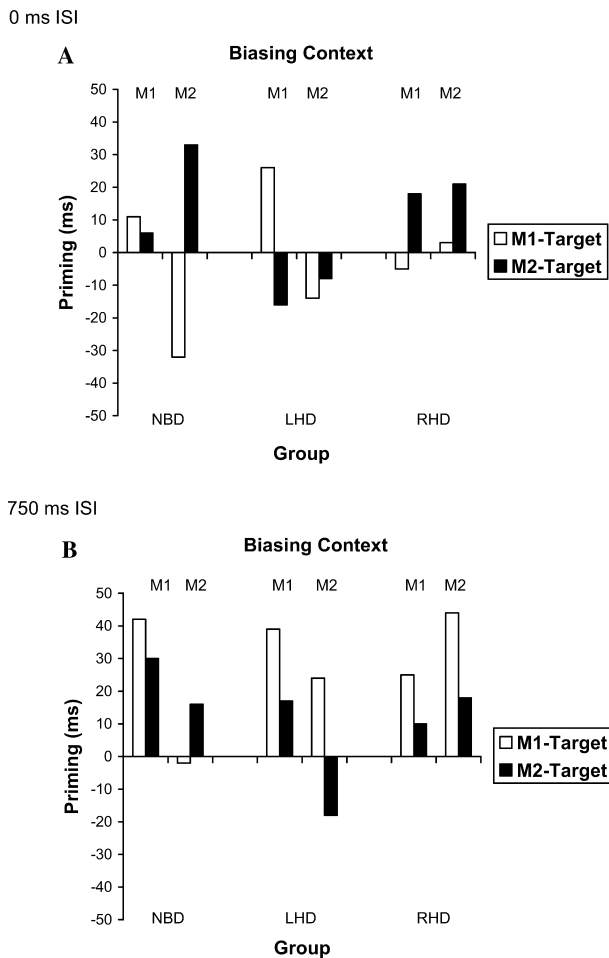 0 ms ISI
A
Biasing Context
M1 M2 M1 M2 M1 M2
50
40
30
20
10
0
-10
-20
-30
-40
-50
Priming (ms)
M1-Target
M2-Target
NBD LHD RHD
Group
750 ms ISI
B
Biasing Context
M1 M2 M1 M2 M1 M2
50
40
30
20
10
0
-10
-20
-30
-40
-50
Priming (ms)
M1-Target
M2-Target
NBD LHD RHD
Group